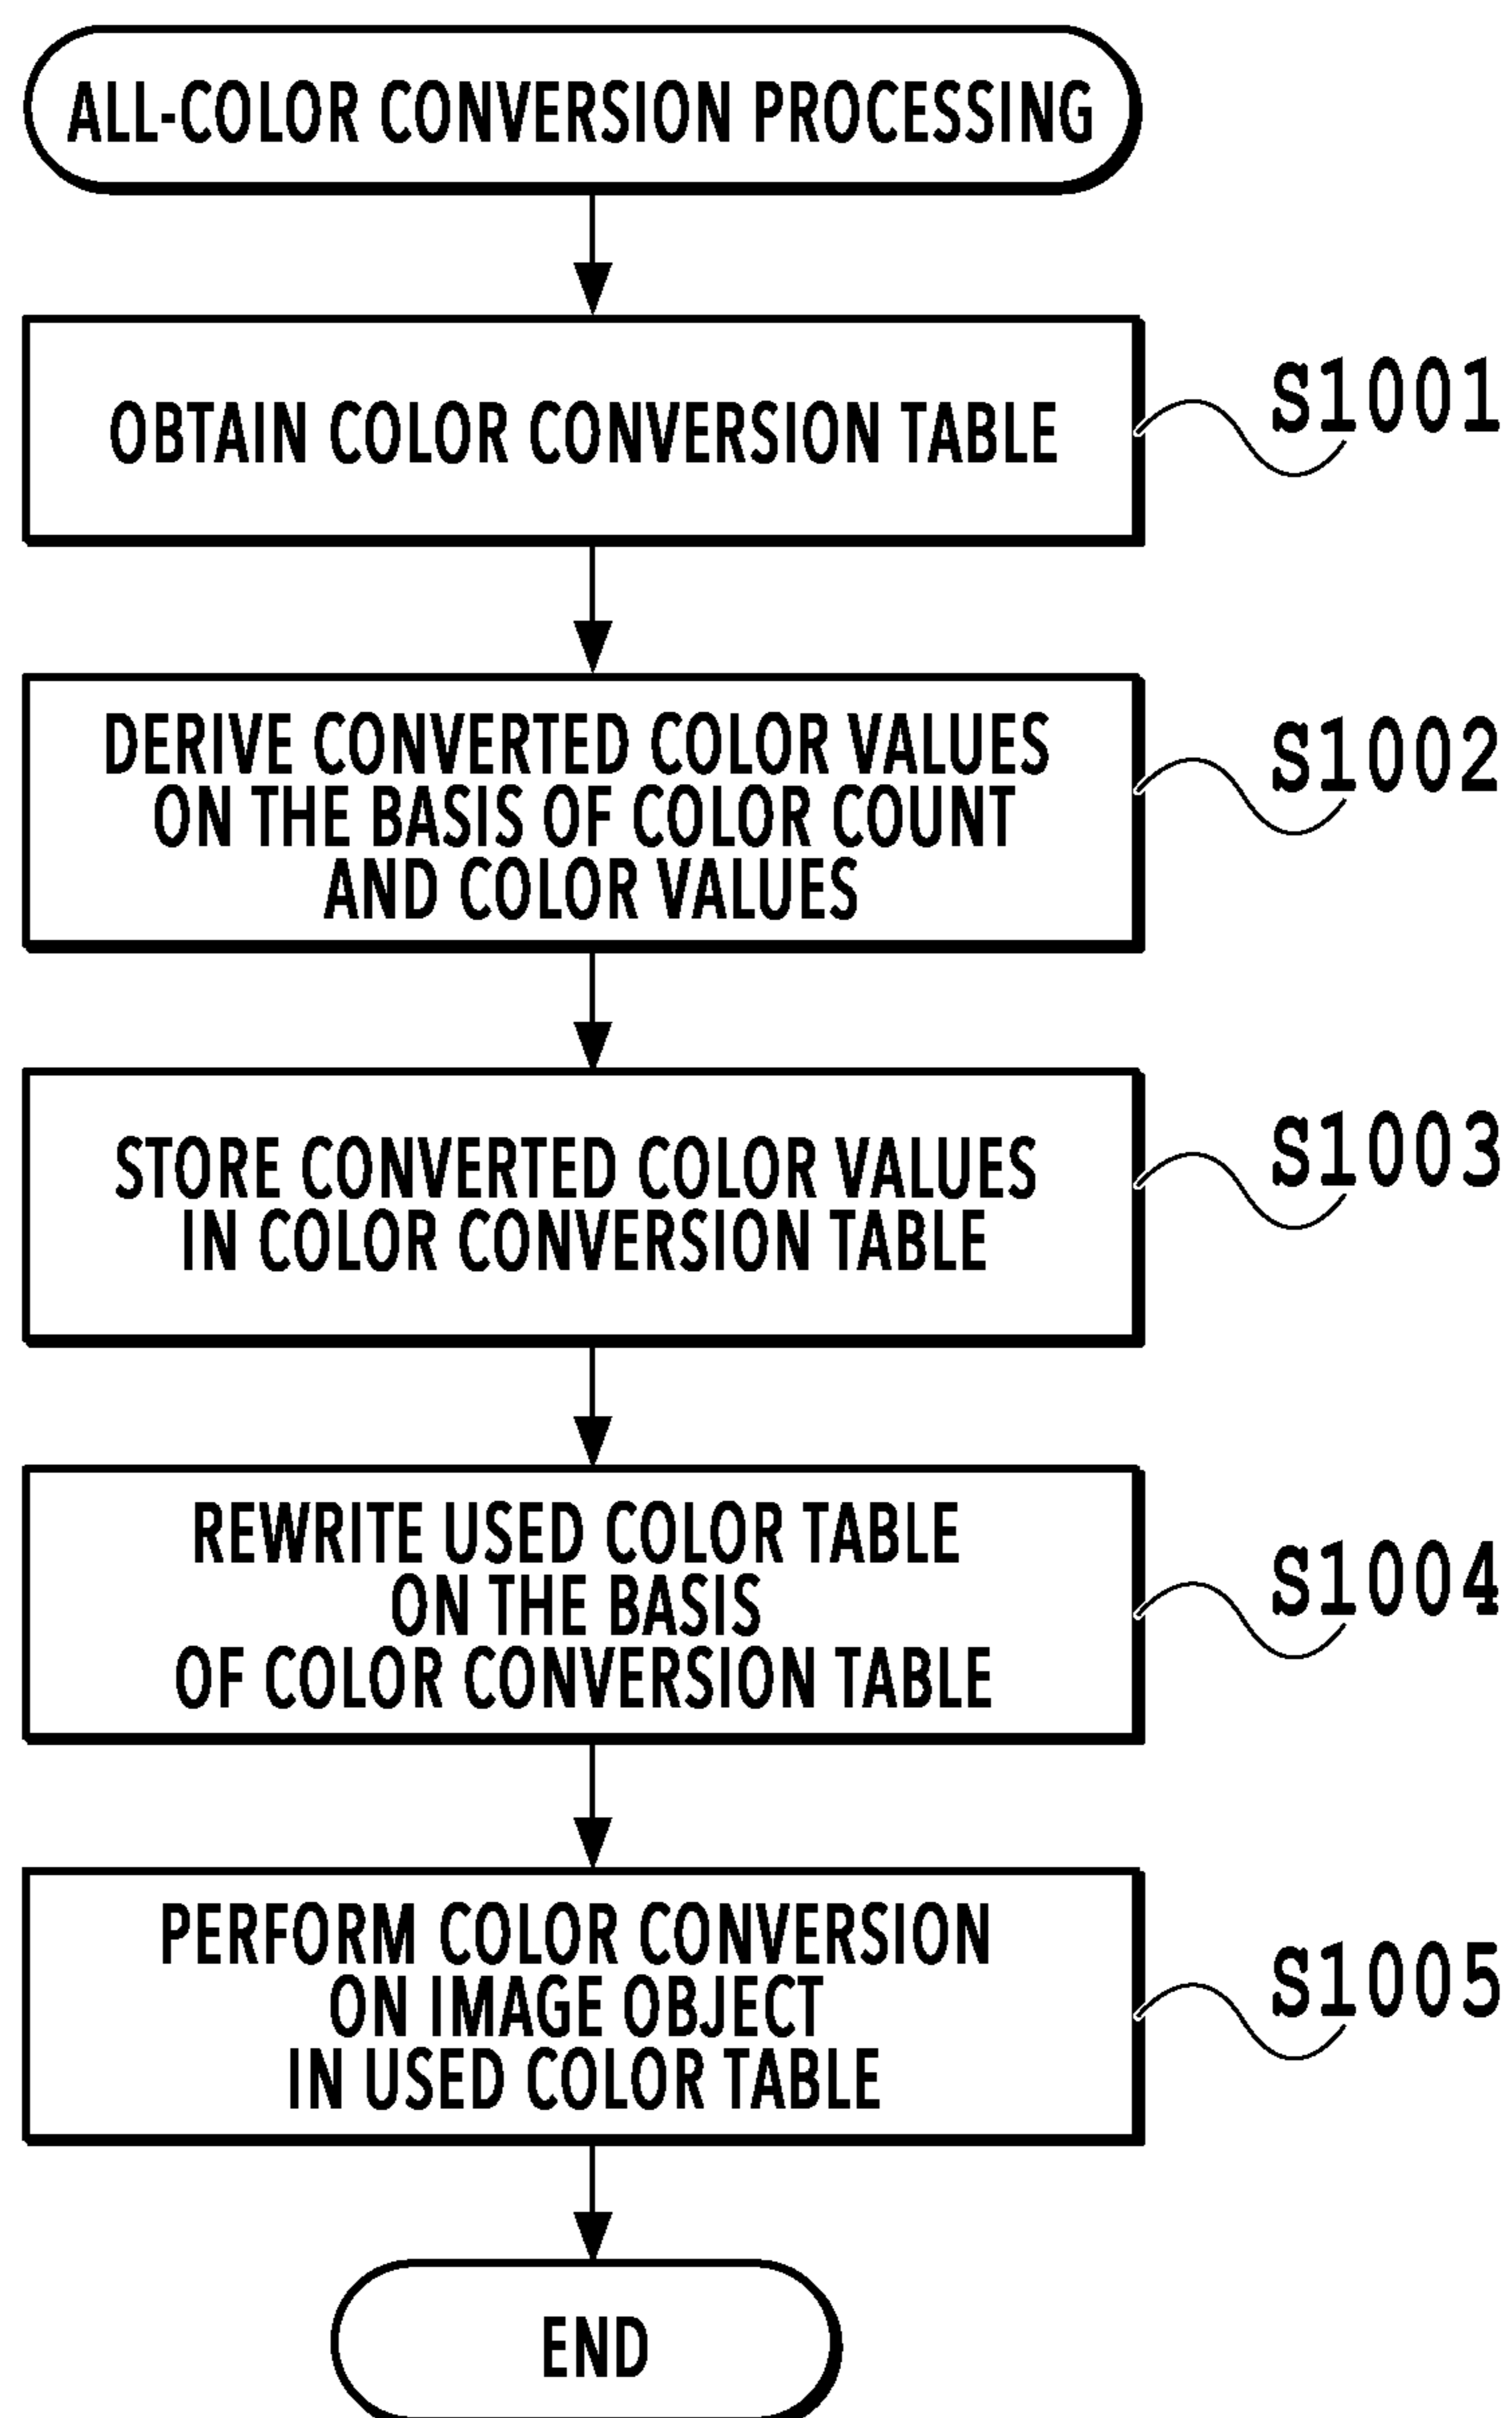 ALL-COLOR CONVERSION PROCESSING
OBTAIN COLOR CONVERSION TABLE
S1001
DERIVE CONVERTED COLOR VALUES
ON THE BASIS OF COLOR COUNT
AND COLOR VALUES
S1002
STORE CONVERTED COLOR VALUES
IN COLOR CONVERSION TABLE
S1003
REWRITE USED COLOR TABLE
ON THE BASIS
OF COLOR CONVERSION TABLE
S1004
PERFORM COLOR CONVERSION
ON IMAGE OBJECT
IN USED COLOR TABLE
S1005
END